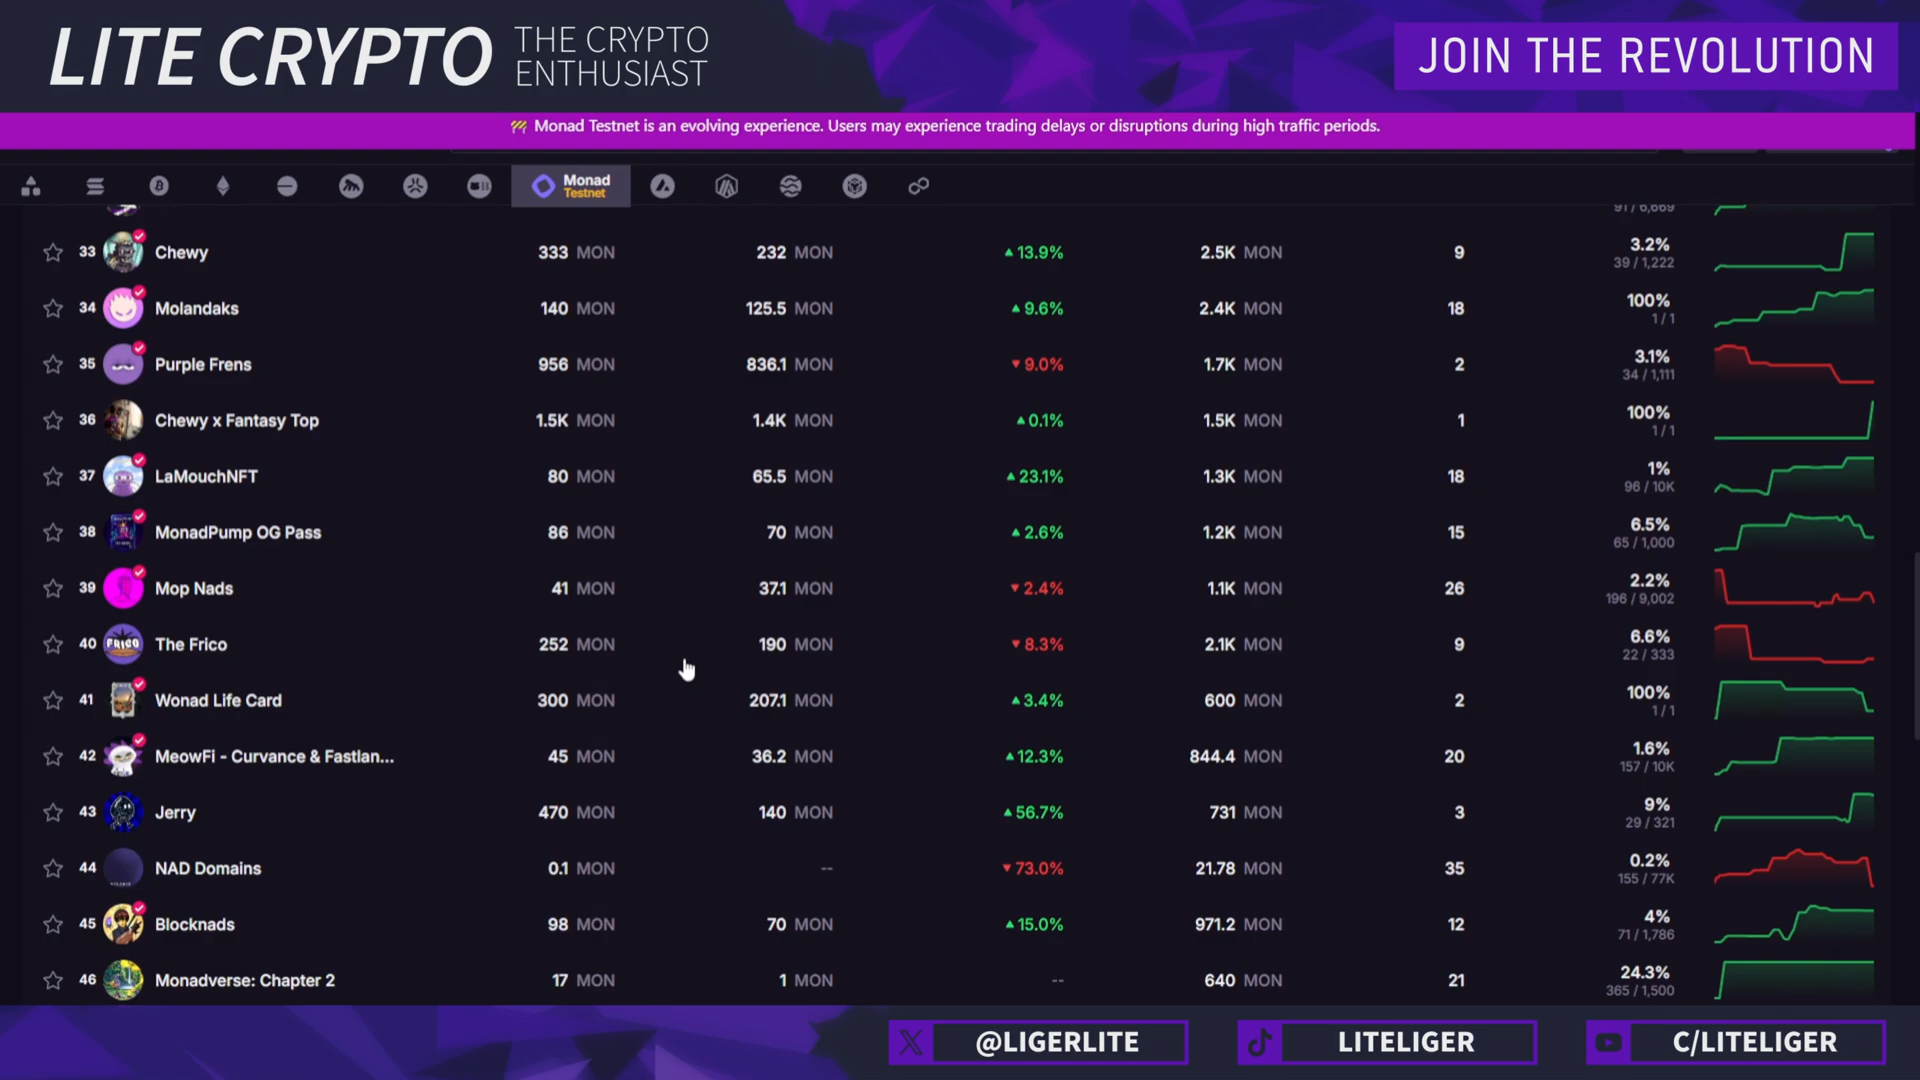 LITE CRYPTO
THE CRYPTO
ENTHUSIAST
JOIN THE REVOLUTION
Monad Testnet is an evolving experience. Users may experience trading delays or disruptions during high traffic periods.
Monad
Testnet
91 / 6,669
33 Chewy 333 MON 232 MON 13.9% 2.5K MON 9 3.2%
39 / 1,222
34 Molandaks 140 MON 125.5 MON 9.6% 2.4K MON 18 100%
1 / 1
35 Purple Frens 956 MON 836.1 MON 9.0% 1.7K MON 2 3.1%
34 / 1,111
36 Chewy x Fantasy Top 1.5K MON 1.4K MON 0.1% 1.5K MON 1 100%
1 / 1
37 LaMouchNFT 80 MON 65.5 MON 23.1% 1.3K MON 18 1%
96 / 10K
38 MonadPump OG Pass 86 MON 70 MON 2.6% 1.2K MON 15 6.5%
65 / 1,000
39 Mop Nads 41 MON 37.1 MON 2.4% 1.1K MON 26 2.2%
196 / 9,002
40 FRICO The Frico 252 MON 190 MON 8.3% 2.1K MON 9 6.6%
22 / 333
41 Wonad Life Card 300 MON 207.1 MON 3.4% 600 MON 2 100%
1 / 1
42 MeowFi - Curvance & Fastlan... 45 MON 36.2 MON 12.3% 844.4 MON 20 1.6%
157 / 10K
43 Jerry 470 MON 140 MON 56.7% 731 MON 3 9%
29 / 321
44 NAD Domains 0.1 MON -- 73.0% 21.78 MON 35 0.2%
155 / 77K
45 Blocknads 98 MON 70 MON 15.0% 971.2 MON 12 4%
71 / 1,786
46 Monadverse: Chapter 2 17 MON 1 MON -- 640 MON 21 24.3%
365 / 1,500
@LIGERLITE LITELIGER C/LITELIGER